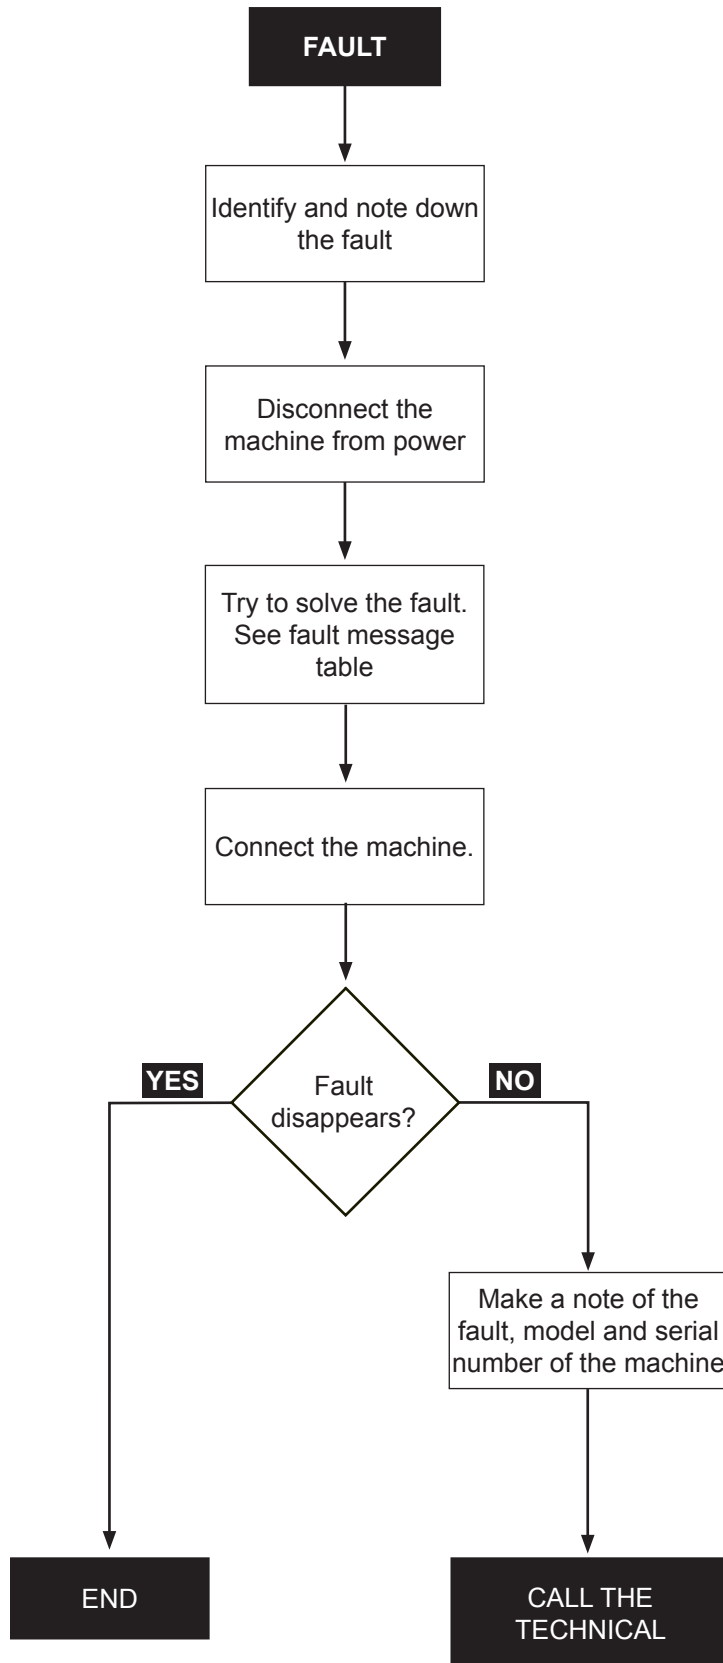 FAULT
Identify and note down
the fault
Disconnect the
machine from power
Try to solve the fault.
See fault message
table
Connect the machine.
YES
NO
Fault
disappears?
Make a note of the
fault, model and serial
number of the machine
END
CALL THE
TECHNICAL